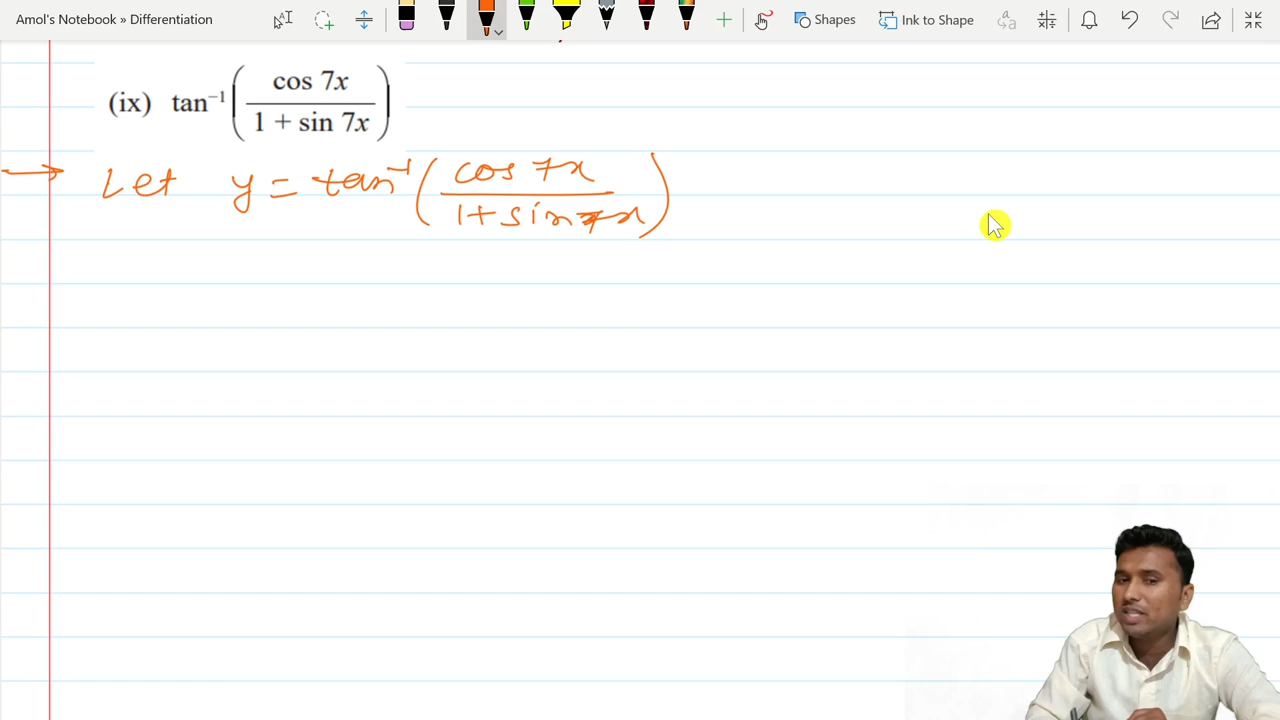 Amol's Notebook » Differentiation
Shapes Ink to Shape
(ix) tan⁻¹ ( cos 7x / 1 + sin 7x )
→ Let y = tan⁻¹ ( cos 7x / 1 + sin 7x )